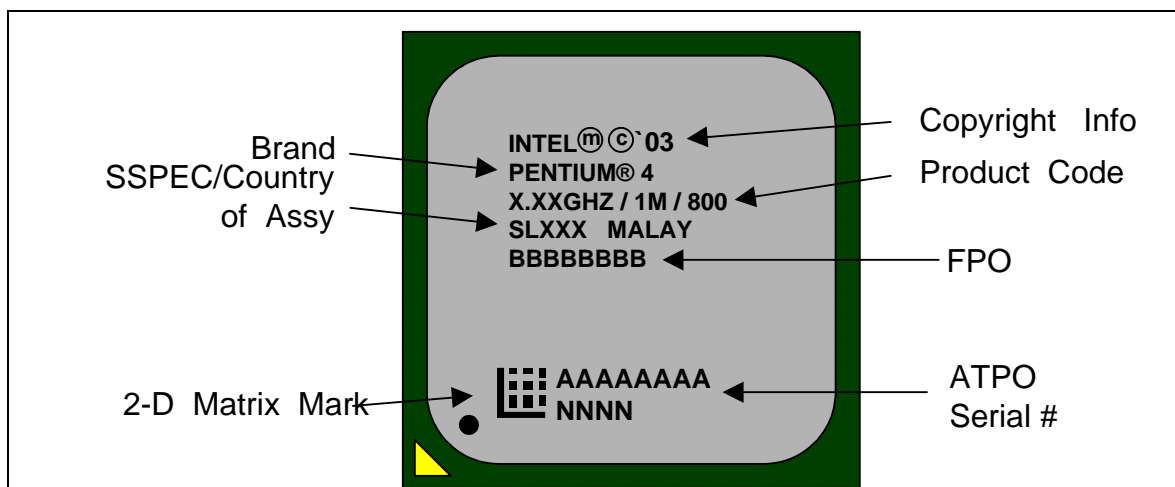 INTELⓜ ⓒ`03
PENTIUM® 4
X.XXGHZ / 1M / 800
SLXXX MALAY
BBBBBBBB
AAAAAAAA
NNNN
Brand
SSPEC/Country
of Assy
2-D Matrix Mark
Copyright Info
Product Code
FPO
ATPO
Serial #